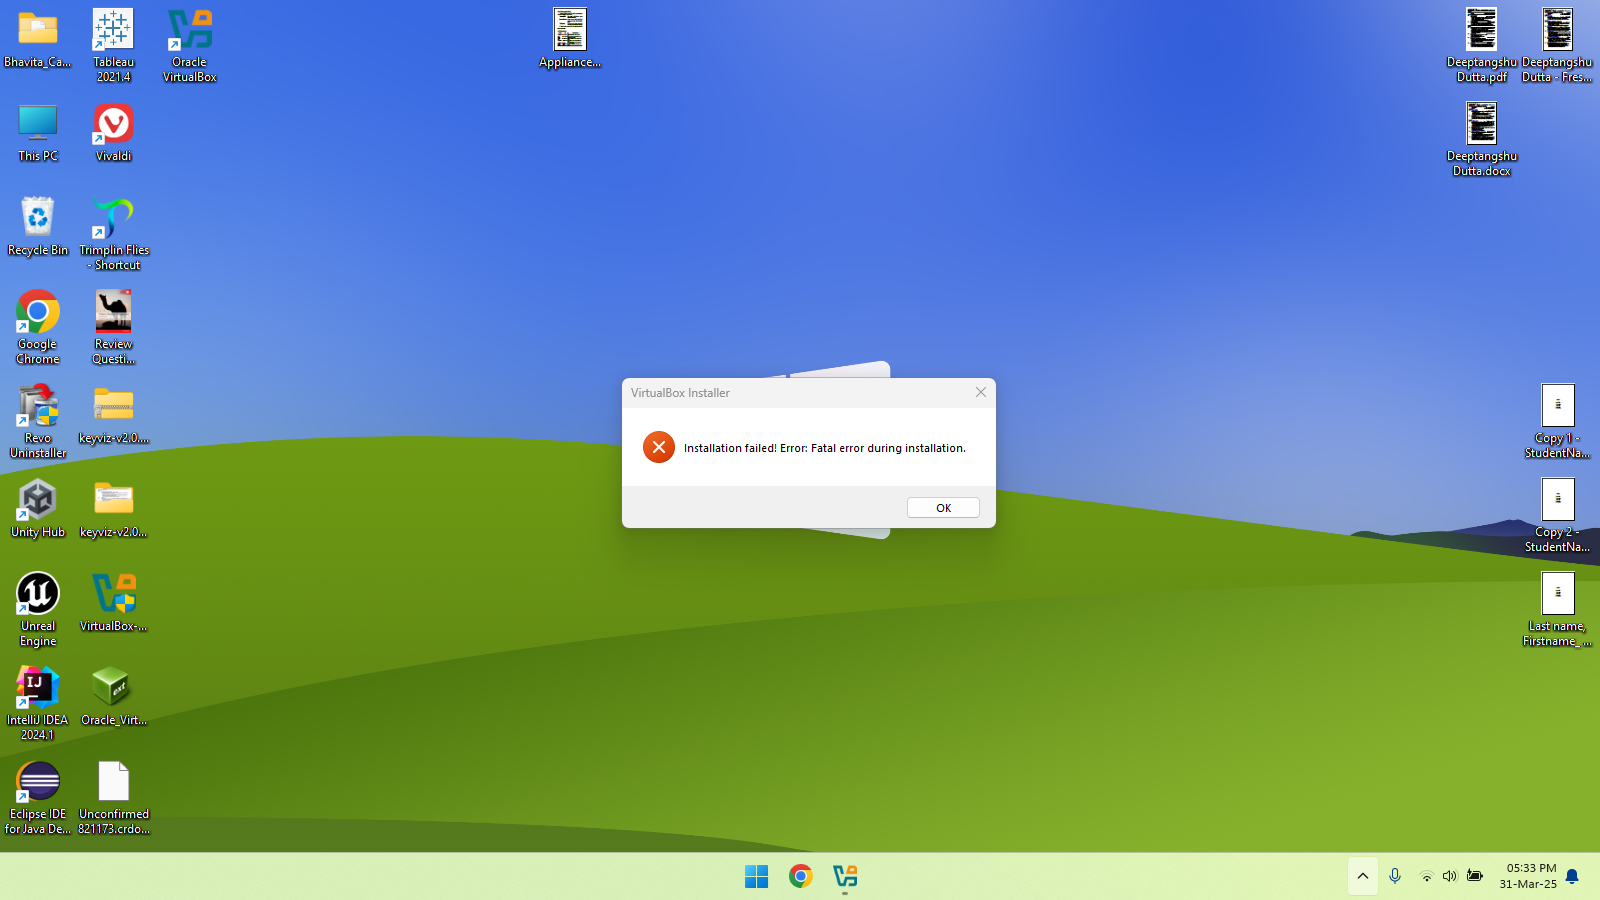 Bhavita_Ca...
Tableau
2021.4
Oracle
VirtualBox
Appliance...
Deeptangshu
Dutta.pdf
Deeptangshu
Dutta - Fres...
This PC
Vivaldi
Deeptangshu
Dutta.docx
Recycle Bin
Trimplin Flies
- Shortcut
Google
Chrome
Review
Questi...
Revo
Uninstaller
keyviz-v2.0....
VirtualBox Installer
Installation failed! Error: Fatal error during installation.
OK
Copy 1 -
StudentNa...
Unity Hub
keyviz-v2.0...
Copy 2 -
StudentNa...
Unreal
Engine
VirtualBox-...
Last name,
Firstname_ ...
IJ
IntelliJ IDEA
2024.1
ext
Oracle_Virt...
Eclipse IDE
for Java De...
Unconfirmed
821173.crdo...
05:33 PM
31-Mar-25